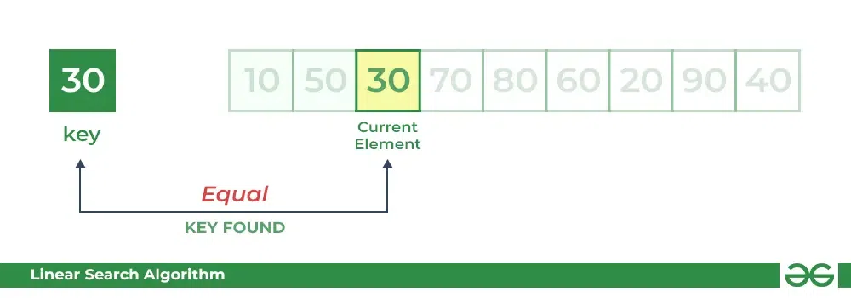 30
10 50 30 70 80 60 20 90 40
key
Current
Element
Equal
KEY FOUND
Linear Search Algorithm